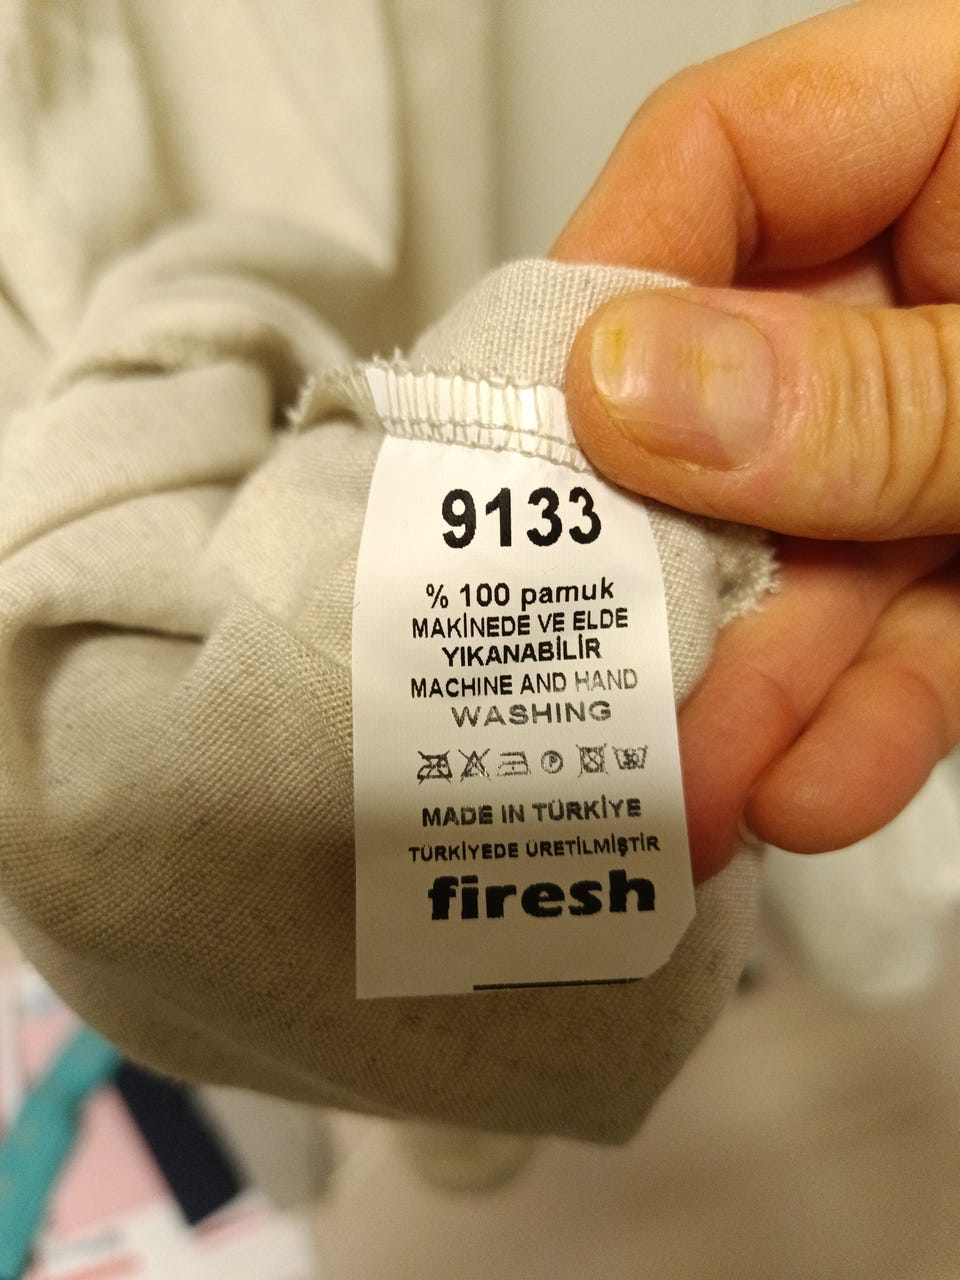 9133
% 100 pamuk
MAKİNEDE VE ELDE
YIKANABİLİR
MACHINE AND HAND
WASHING
P
MADE IN TÜRKİYE
TÜRKİYEDE ÜRETİLMİŞTİR
firesh